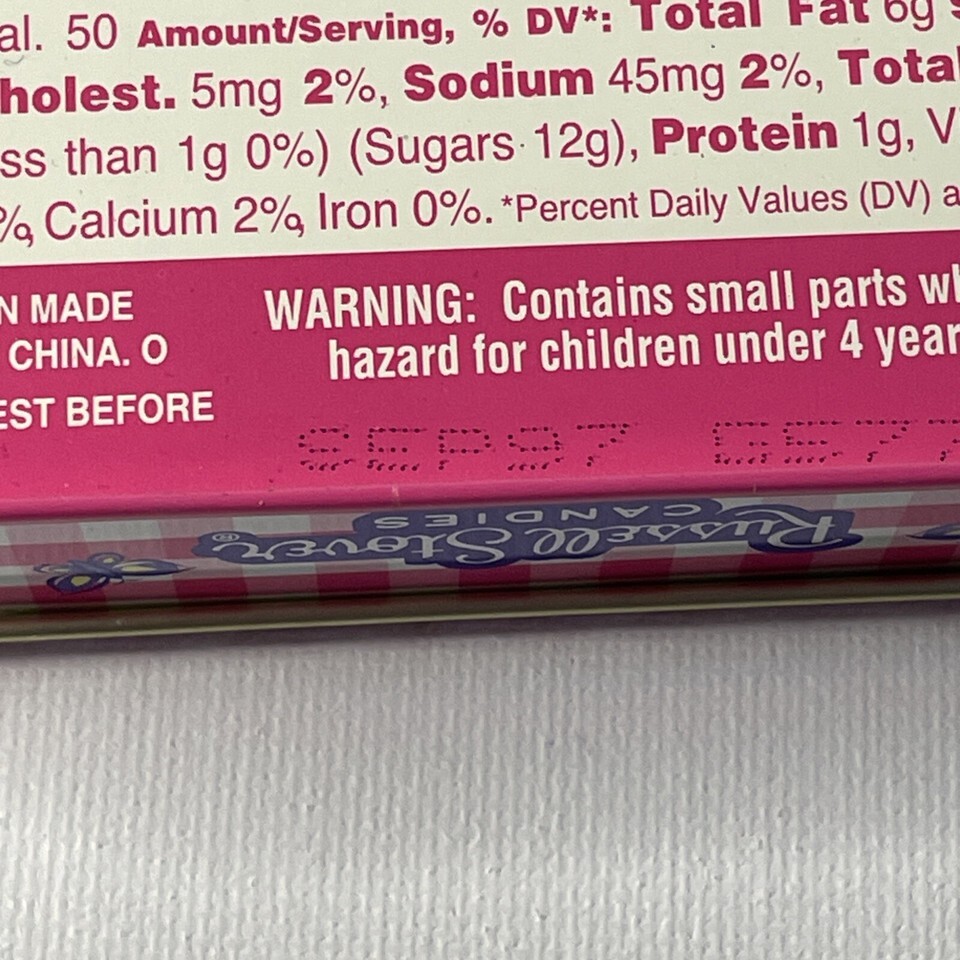 al. 50 Amount/Serving, % DV*: Total Fat 6g
holest. 5mg 2%, Sodium 45mg 2%, Total
ss than 1g 0%) (Sugars 12g), Protein 1g, V
%, Calcium 2%, Iron 0%. *Percent Daily Values (DV) a
N MADE
CHINA. O
EST BEFORE
WARNING: Contains small parts wh
hazard for children under 4 year
SEP97 GE77
Russell Stover®
CANDIES